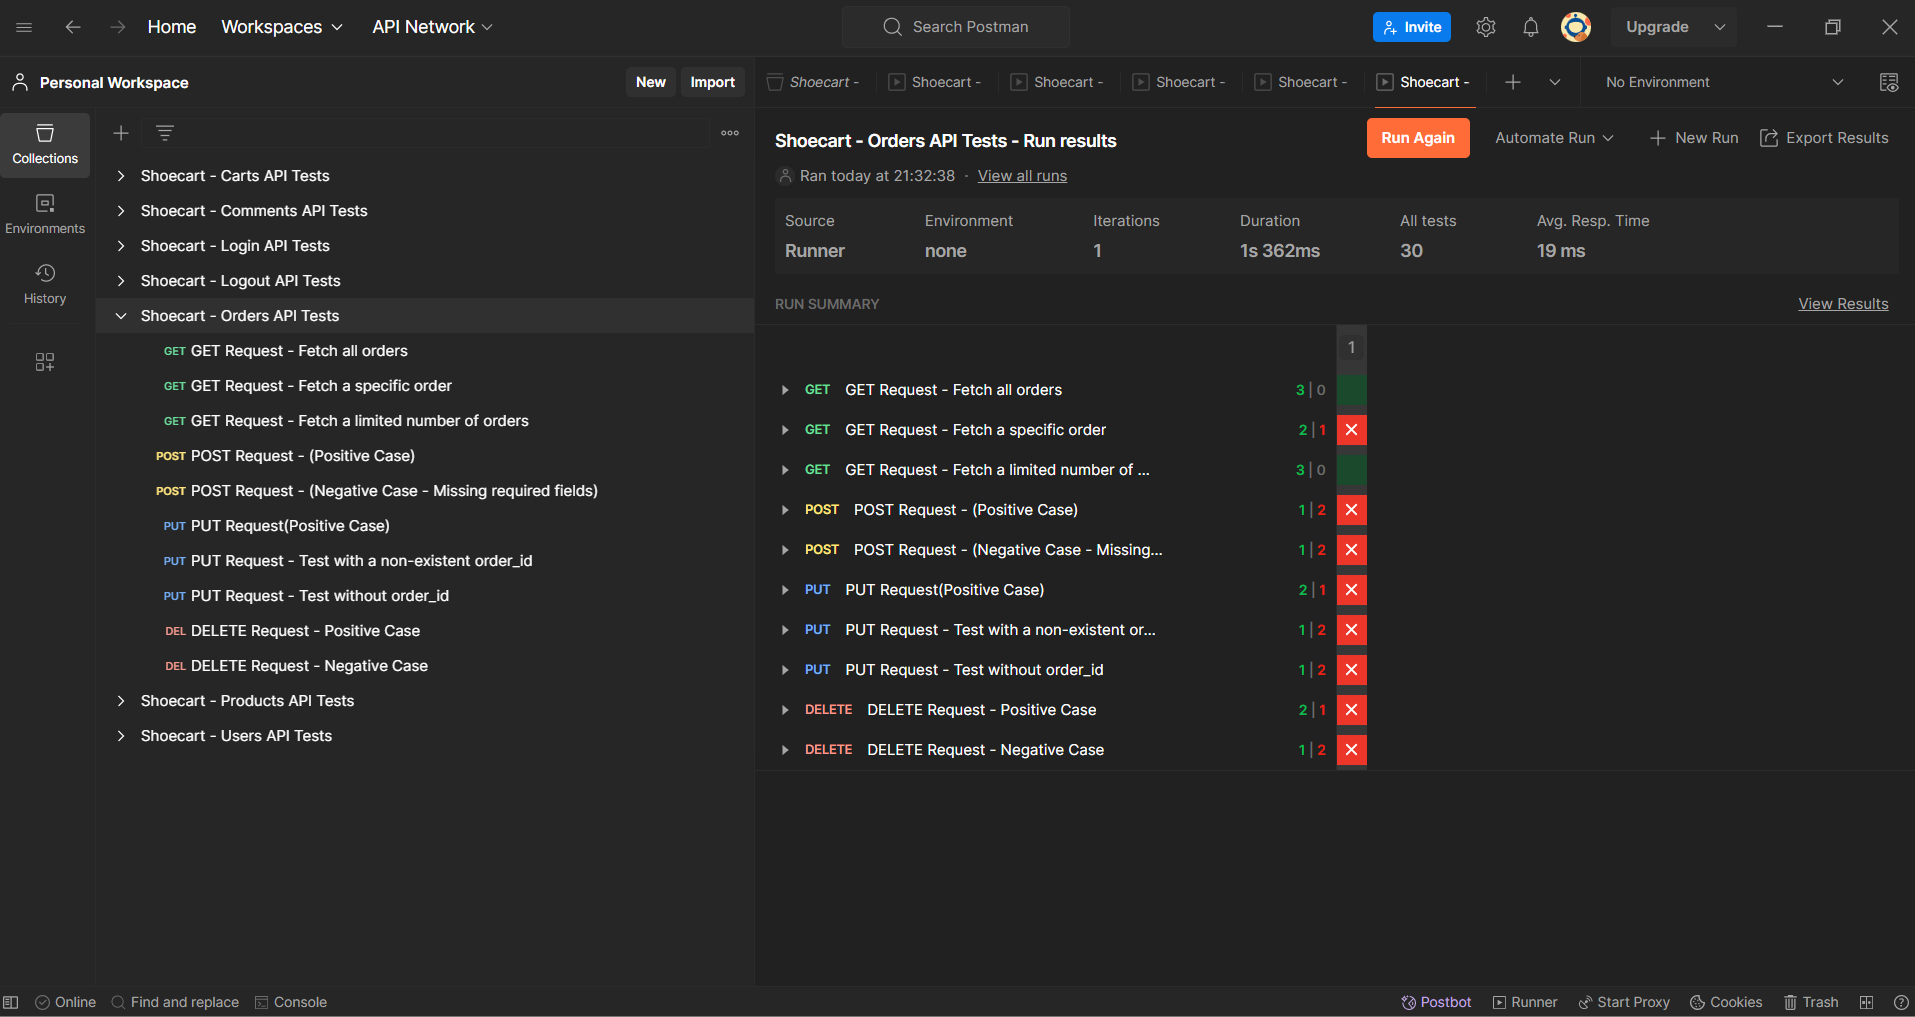 Home Workspaces API Network Search Postman Invite Upgrade
Personal Workspace New Import
Shoecart - Shoecart - Shoecart - Shoecart - Shoecart - Shoecart - No Environment
Collections
Environments
History
Shoecart - Carts API Tests
Shoecart - Comments API Tests
Shoecart - Login API Tests
Shoecart - Logout API Tests
Shoecart - Orders API Tests
GET GET Request - Fetch all orders
GET GET Request - Fetch a specific order
GET GET Request - Fetch a limited number of orders
POST POST Request - (Positive Case)
POST POST Request - (Negative Case - Missing required fields)
PUT PUT Request(Positive Case)
PUT PUT Request - Test with a non-existent order_id
PUT PUT Request - Test without order_id
DEL DELETE Request - Positive Case
DEL DELETE Request - Negative Case
Shoecart - Products API Tests
Shoecart - Users API Tests
Shoecart - Orders API Tests - Run results Run Again Automate Run New Run Export Results
Ran today at 21:32:38 · View all runs
Source Environment Iterations Duration All tests Avg. Resp. Time
Runner none 1 1s 362ms 30 19 ms
RUN SUMMARY View Results
1
GET GET Request - Fetch all orders 3 | 0
GET GET Request - Fetch a specific order 2 | 1
GET GET Request - Fetch a limited number of ... 3 | 0
POST POST Request - (Positive Case) 1 | 2
POST POST Request - (Negative Case - Missing... 1 | 2
PUT PUT Request(Positive Case) 2 | 1
PUT PUT Request - Test with a non-existent or... 1 | 2
PUT PUT Request - Test without order_id 1 | 2
DELETE DELETE Request - Positive Case 2 | 1
DELETE DELETE Request - Negative Case 1 | 2
Online Find and replace Console Postbot Runner Start Proxy Cookies Trash